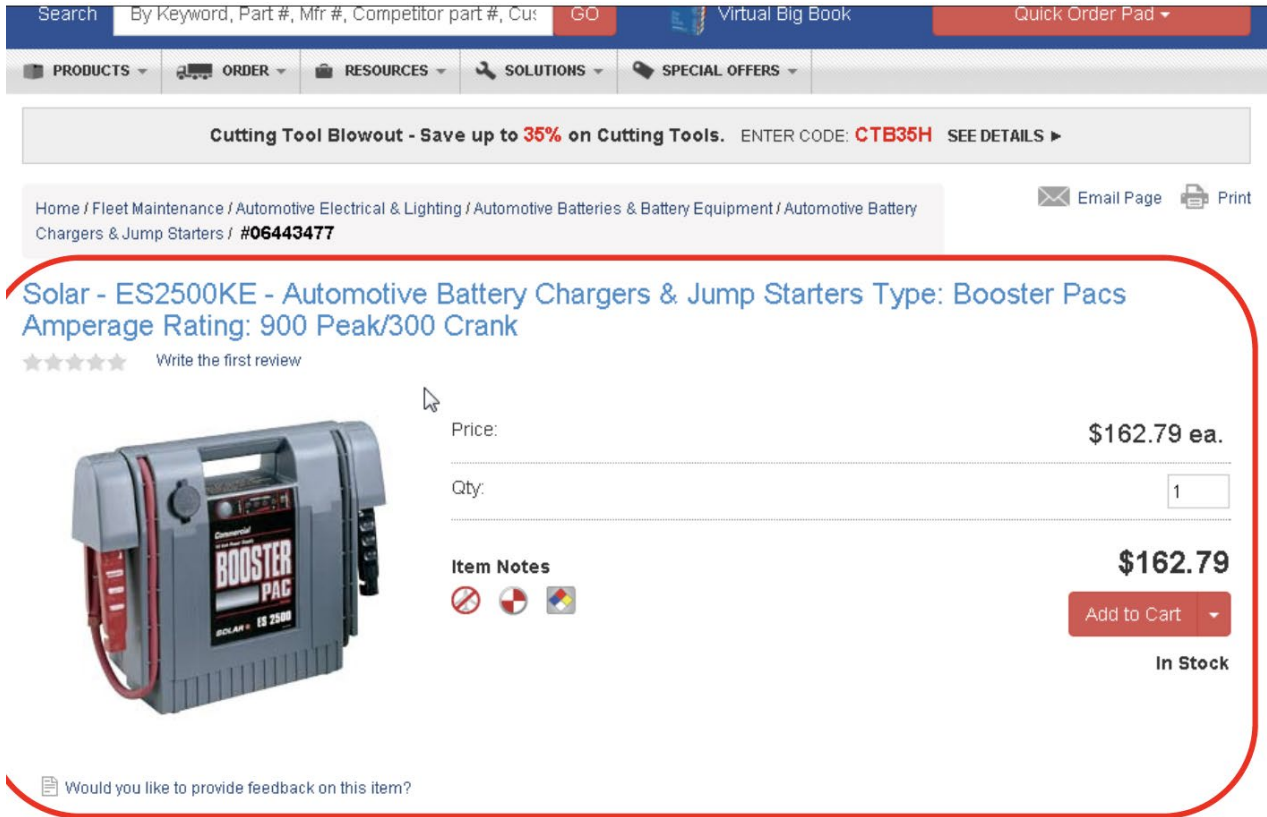 Search By Keyword, Part #, Mfr #, Competitor part #, Cus GO Virtual Big Book Quick Order Pad
PRODUCTS ORDER RESOURCES SOLUTIONS SPECIAL OFFERS
Cutting Tool Blowout - Save up to 35% on Cutting Tools. ENTER CODE: CTB35H SEE DETAILS ►
Email Page Print
Home / Fleet Maintenance / Automotive Electrical & Lighting / Automotive Batteries & Battery Equipment / Automotive Battery
Chargers & Jump Starters / #06443477
Solar - ES2500KE - Automotive Battery Chargers & Jump Starters Type: Booster Pacs
Amperage Rating: 900 Peak/300 Crank
Write the first review
Commercial
BOOSTER
PAC
SOLAR ES 2500
Price: $162.79 ea.
Qty: 1
Item Notes
$162.79
Add to Cart
In Stock
Would you like to provide feedback on this item?